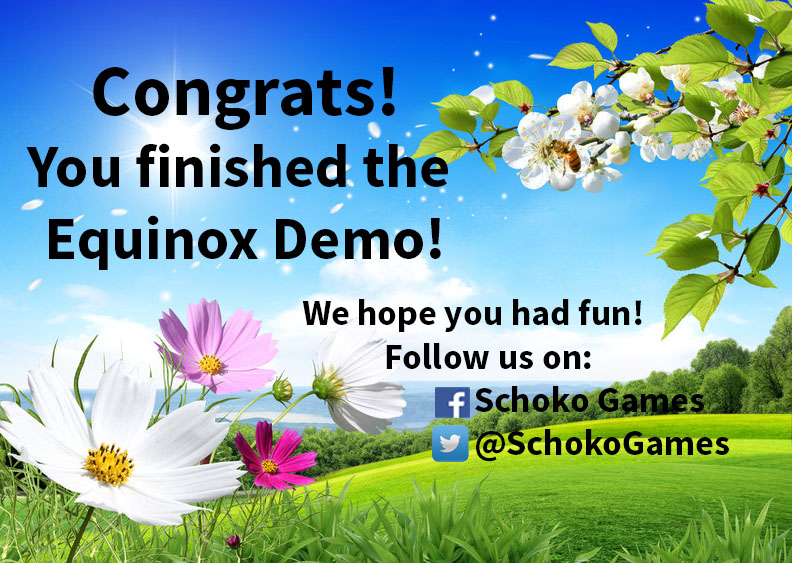 Congrats!
You finished the
Equinox Demo!
We hope you had fun!
Follow us on:
Schoko Games
@SchokoGames